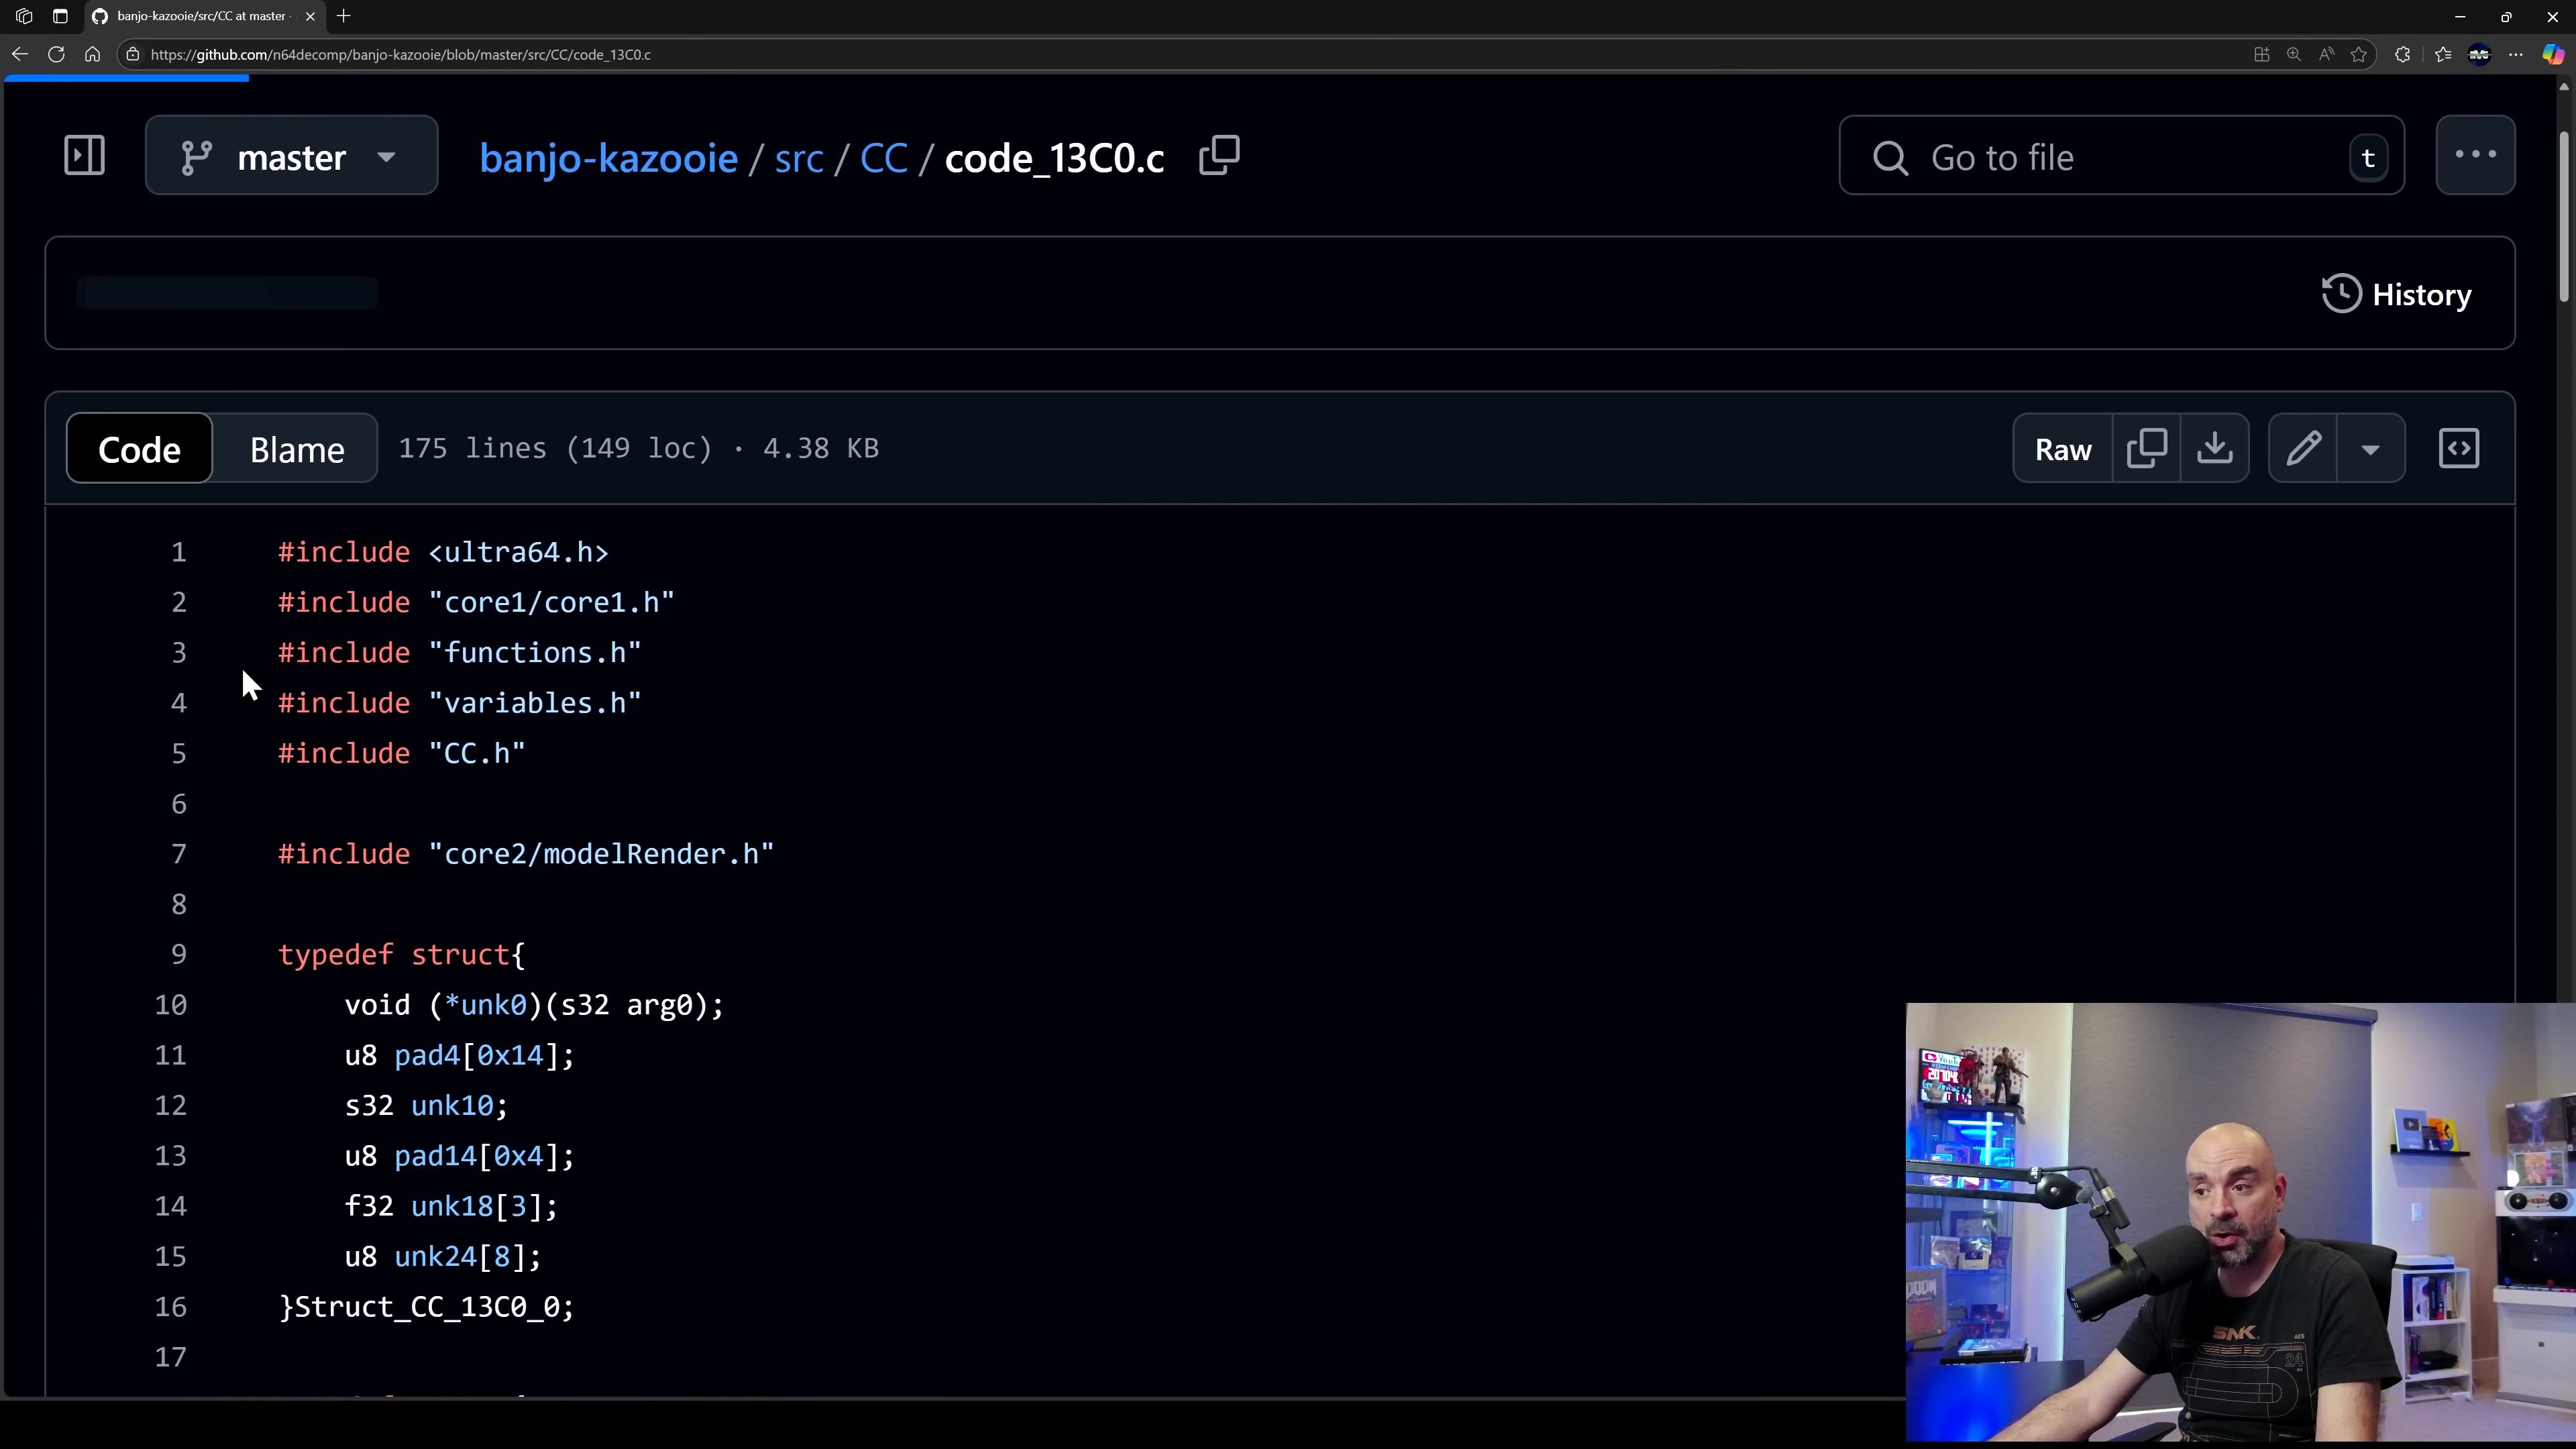 banjo-kazooie/src/CC at master ·
https://github.com/n64decomp/banjo-kazooie/blob/master/src/CC/code_13C0.c
master
banjo-kazooie / src / CC / code_13C0.c
Go to file
t
History
Code
Blame
175 lines (149 loc) · 4.38 KB
Raw
1 #include <ultra64.h>
2 #include "core1/core1.h"
3 #include "functions.h"
4 #include "variables.h"
5 #include "CC.h"
6
7 #include "core2/modelRender.h"
8
9 typedef struct{
10 void (*unk0)(s32 arg0);
11 u8 pad4[0x14];
12 s32 unk10;
13 u8 pad14[0x4];
14 f32 unk18[3];
15 u8 unk24[8];
16 }Struct_CC_13C0_0;
17
DOOM
SNK
AES
24